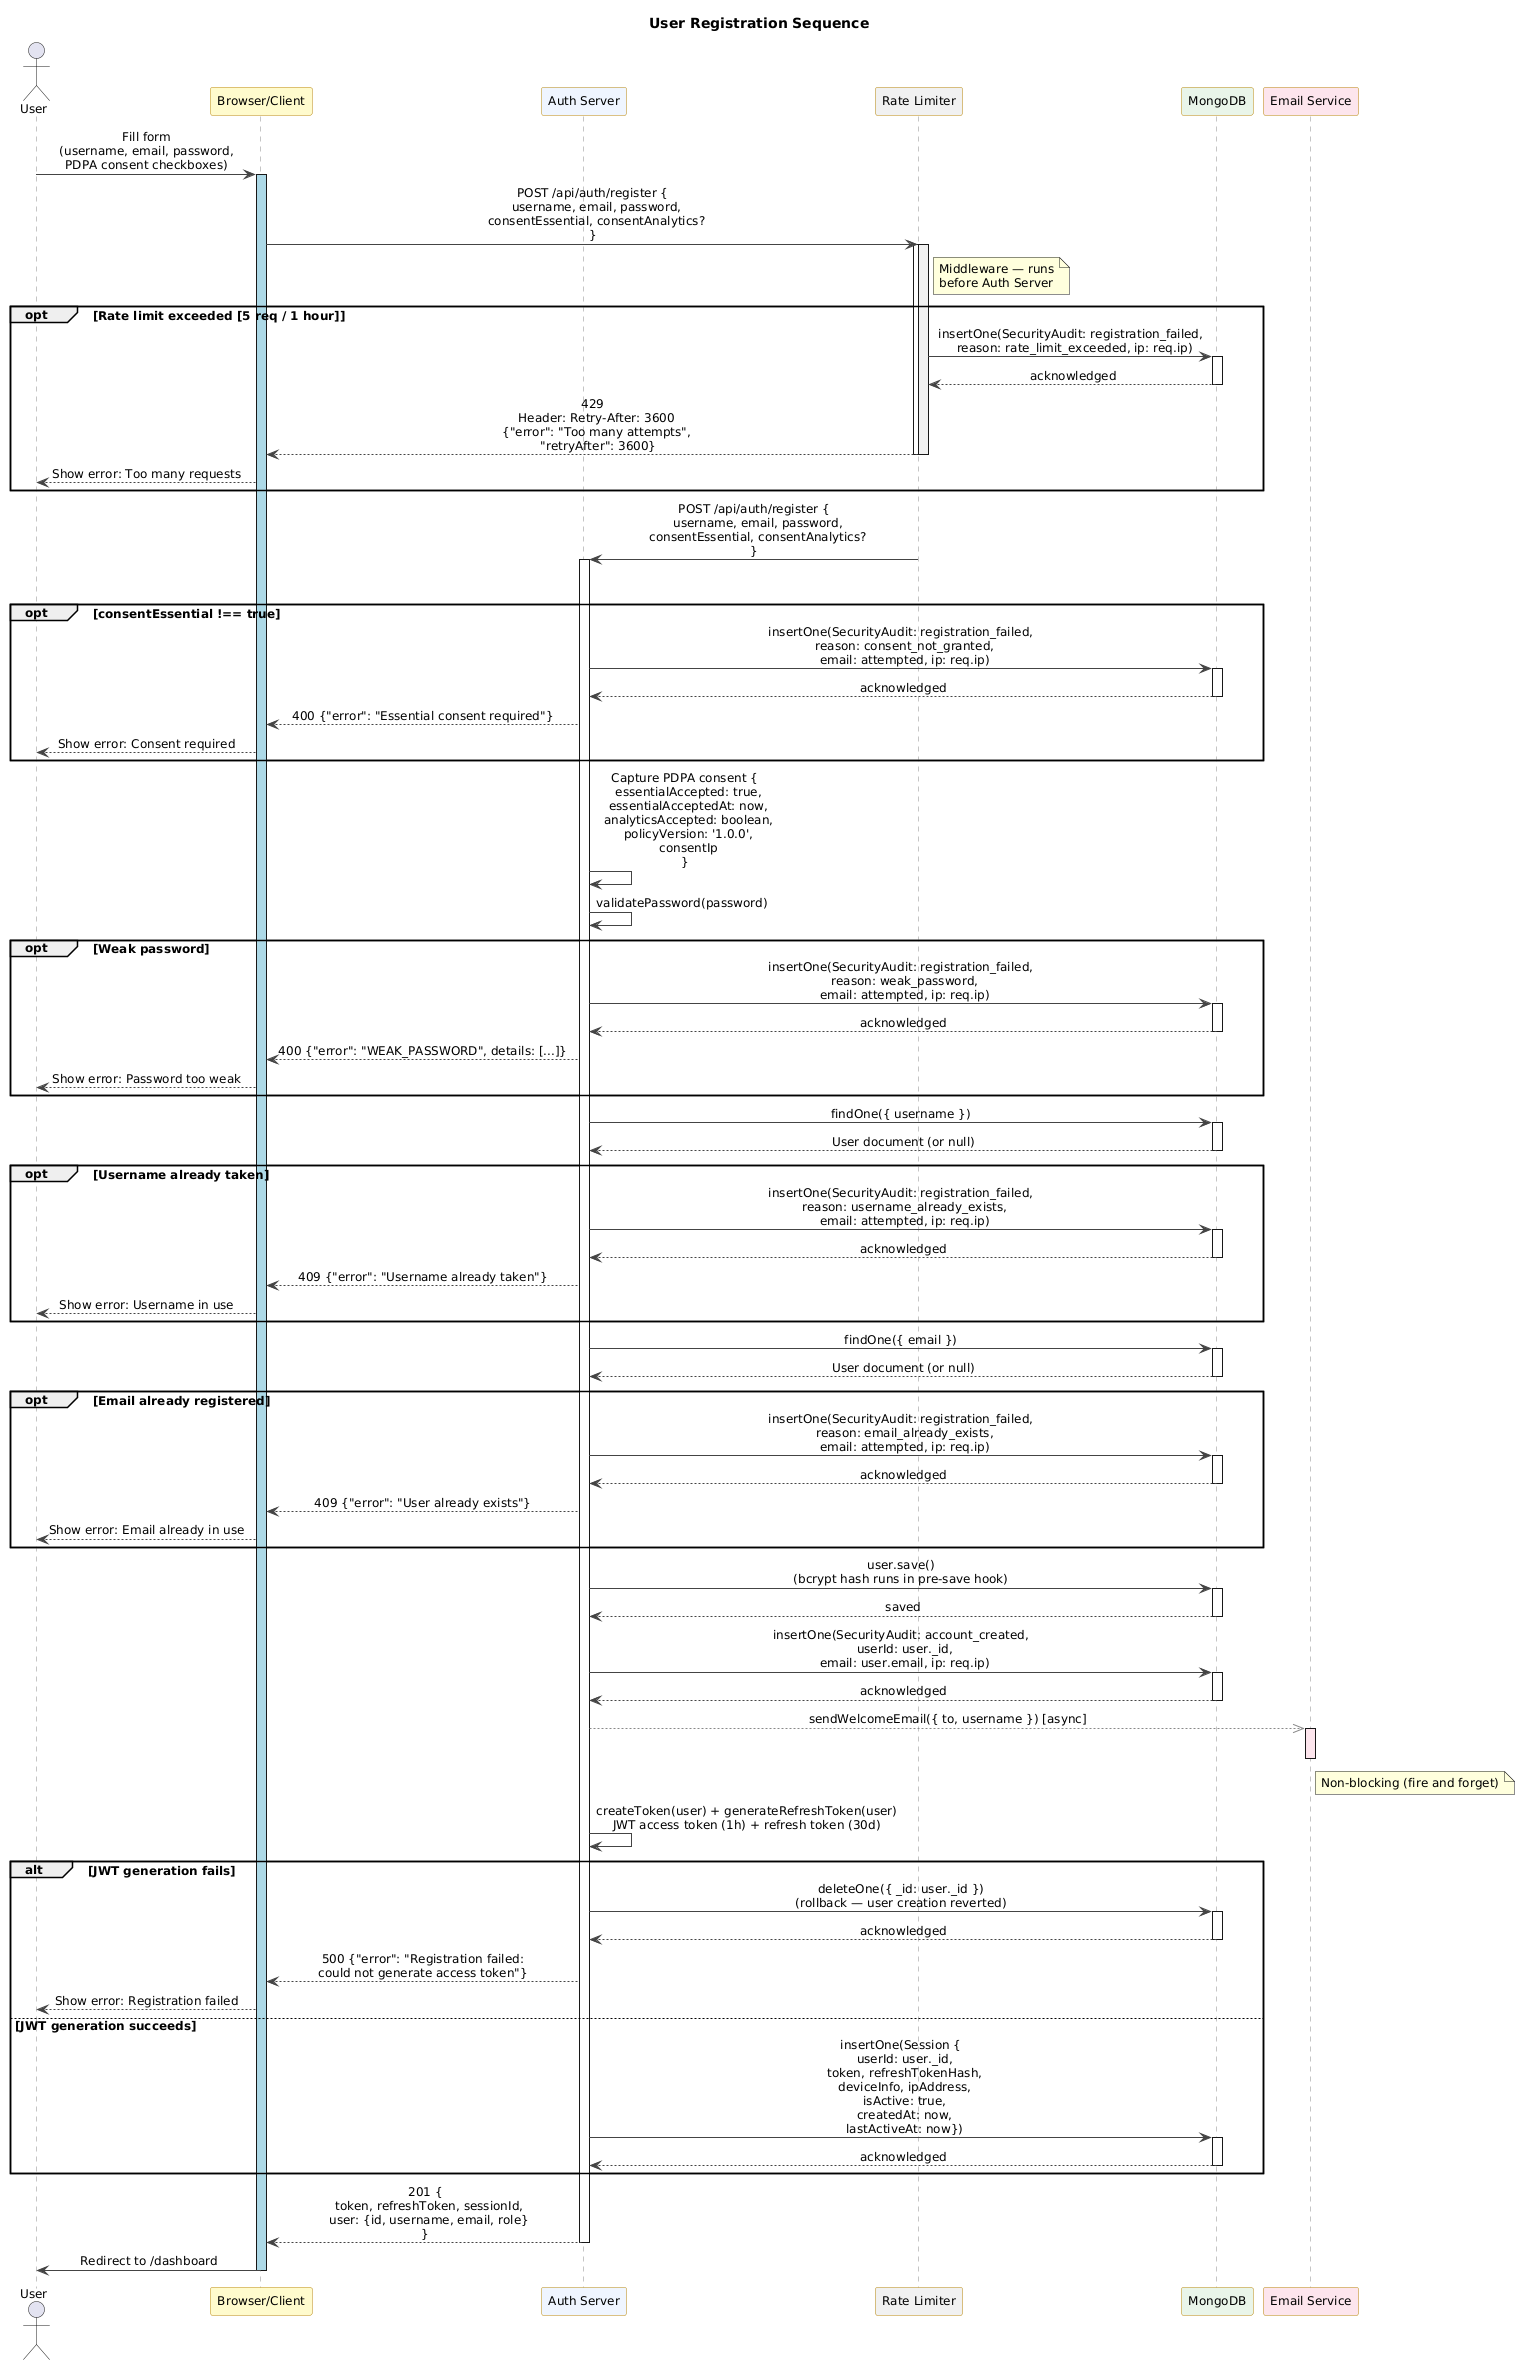 User Registration Sequence
User
Browser/Client
Auth Server
Rate Limiter
MongoDB
Email Service
Fill form
(username, email, password,
PDPA consent checkboxes)
POST /api/auth/register {
username, email, password,
consentEssential, consentAnalytics?
}
Middleware — runs
before Auth Server
opt
[Rate limit exceeded [5 req / 1 hour]]
insertOne(SecurityAudit: registration_failed,
reason: rate_limit_exceeded, ip: req.ip)
acknowledged
429
Header: Retry-After: 3600
{"error": "Too many attempts",
"retryAfter": 3600}
Show error: Too many requests
POST /api/auth/register {
username, email, password,
consentEssential, consentAnalytics?
}
opt
[consentEssential !== true]
insertOne(SecurityAudit: registration_failed,
reason: consent_not_granted,
email: attempted, ip: req.ip)
acknowledged
400 {"error": "Essential consent required"}
Show error: Consent required
Capture PDPA consent {
essentialAccepted: true,
essentialAcceptedAt: now,
analyticsAccepted: boolean,
policyVersion: '1.0.0',
consentIp
}
validatePassword(password)
opt
[Weak password]
insertOne(SecurityAudit: registration_failed,
reason: weak_password,
email: attempted, ip: req.ip)
acknowledged
400 {"error": "WEAK_PASSWORD", details: [...]}
Show error: Password too weak
findOne({ username })
User document (or null)
opt
[Username already taken]
insertOne(SecurityAudit: registration_failed,
reason: username_already_exists,
email: attempted, ip: req.ip)
acknowledged
409 {"error": "Username already taken"}
Show error: Username in use
findOne({ email })
User document (or null)
opt
[Email already registered]
insertOne(SecurityAudit: registration_failed,
reason: email_already_exists,
email: attempted, ip: req.ip)
acknowledged
409 {"error": "User already exists"}
Show error: Email already in use
user.save()
(bcrypt hash runs in pre-save hook)
saved
insertOne(SecurityAudit: account_created,
userId: user._id,
email: user.email, ip: req.ip)
acknowledged
sendWelcomeEmail({ to, username }) [async]
Non-blocking (fire and forget)
createToken(user) + generateRefreshToken(user)
JWT access token (1h) + refresh token (30d)
alt
[JWT generation fails]
deleteOne({ _id: user._id })
(rollback — user creation reverted)
acknowledged
500 {"error": "Registration failed:
could not generate access token"}
Show error: Registration failed
[JWT generation succeeds]
insertOne(Session {
userId: user._id,
token, refreshTokenHash,
deviceInfo, ipAddress,
isActive: true,
createdAt: now,
lastActiveAt: now})
acknowledged
201 {
token, refreshToken, sessionId,
user: {id, username, email, role}
}
Redirect to /dashboard
User
Browser/Client
Auth Server
Rate Limiter
MongoDB
Email Service